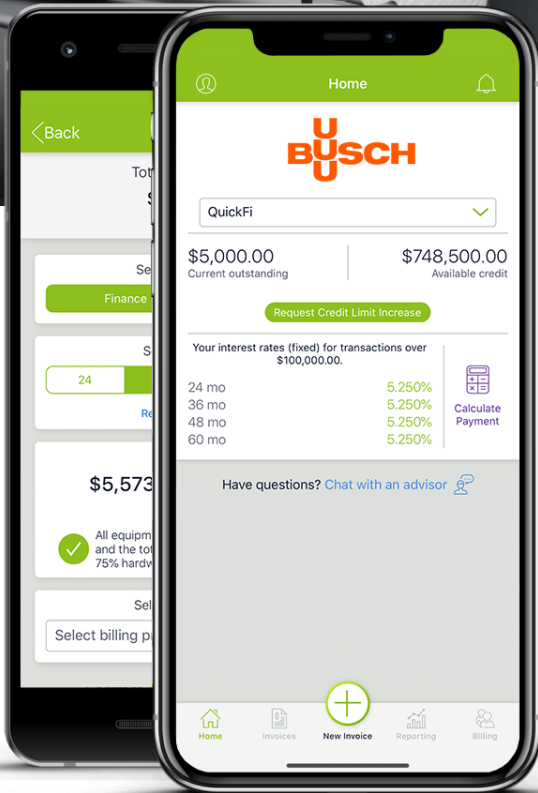 Back
Finance
24
$5,573
All equipm
and the tot
75% hardw
Sel
Select billing p
Home
BUSCH
QuickFi
$5,000.00 $748,500.00
Current outstanding Available credit
Request Credit Limit Increase
Your interest rates (fixed) for transactions over
$100,000.00.
24 mo 5.250%
36 mo 5.250%
48 mo 5.250%
60 mo 5.250%
Calculate
Payment
Have questions? Chat with an advisor
Home Invoices New Invoice Reporting Billing